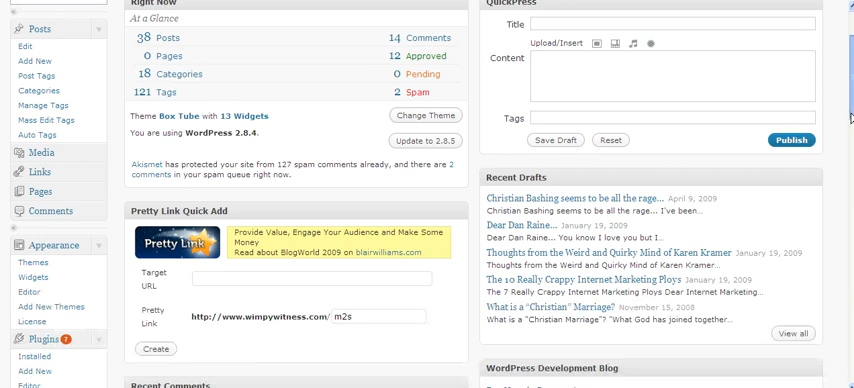 Posts
Edit
Add New
Post Tags
Categories
Manage Tags
Mass Edit Tags
Auto Tags
Media
Links
Pages
Comments
Appearance
Themes
Widgets
Editor
Add New Themes
License
Plugins 7
Installed
Add New
Editor
Right Now
At a Glance
38 Posts 14 Comments
0 Pages 12 Approved
18 Categories 0 Pending
121 Tags 2 Spam
Theme Box Tube with 13 Widgets Change Theme
You are using WordPress 2.8.4.
Update to 2.8.5
Akismet has protected your site from 127 spam comments already, and there are 2
comments in your spam queue right now.
Pretty Link Quick Add
Pretty Link
Provide Value, Engage Your Audience and Make Some
Money
Read about BlogWorld 2009 on blairwilliams.com
Target
URL
Pretty
Link
http://www.wimpywitness.com/ m2s
Create
Recent Comments
QuickPress
Title
Upload/Insert
Content
Tags
Save Draft Reset Publish
Recent Drafts
Christian Bashing seems to be all the rage... April 9, 2009
Christian Bashing seems to be all the rage... I've been...
Dear Dan Raine... January 19, 2009
Dear Dan Raine... You know I love you but I...
Thoughts from the Weird and Quirky Mind of Karen Kramer January 19, 2009
Thoughts from the Weird and Quirky Mind of Karen...
The 10 Really Crappy Internet Marketing Ploys January 19, 2009
The 7 Really Crappy Internet Marketing Ploys Dear Internet Marketing...
What is a "Christian" Marriage? November 15, 2008
What is a "Christian Marriage"? "What God has joined together...
View all
WordPress Development Blog